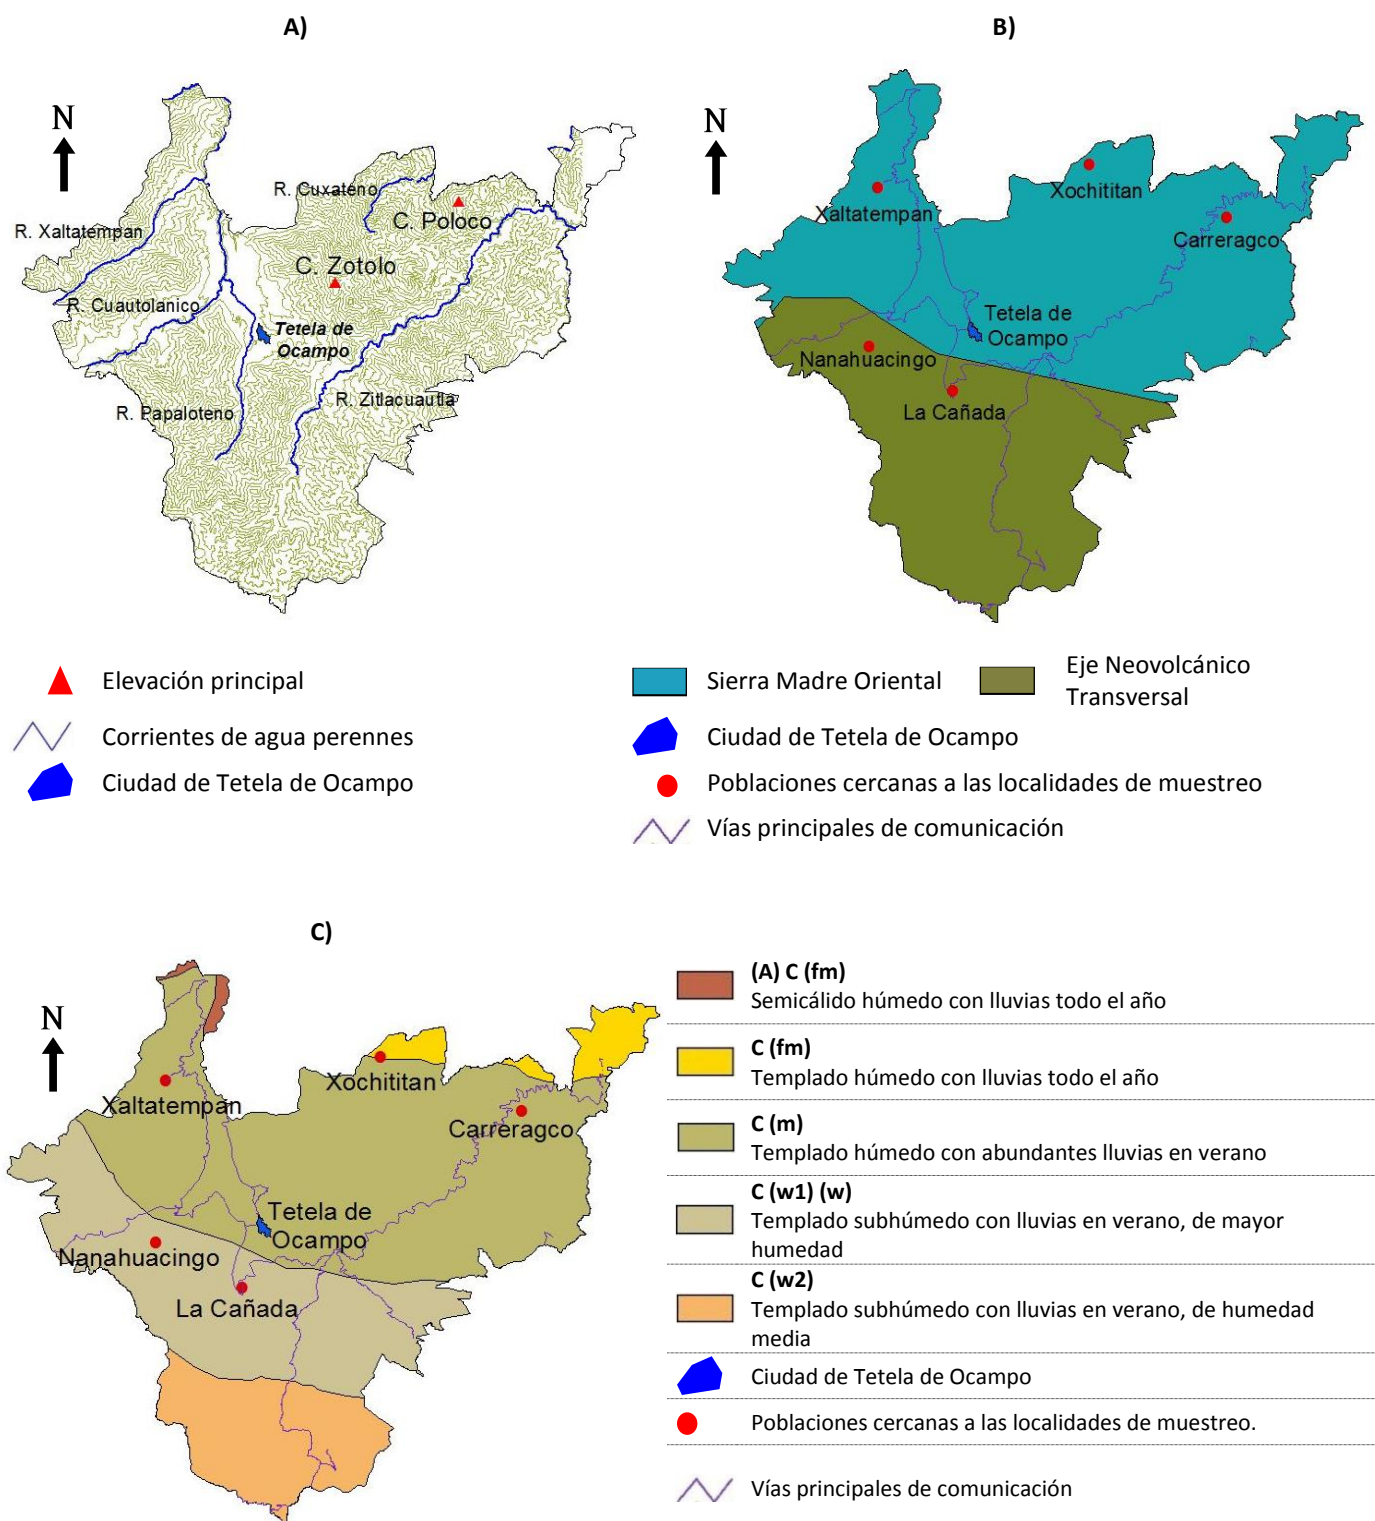 A)
N
R. Cuxateno
C. Poloco
R. Xaltatempan
C. Zotolo
R. Cuautolanico
Tetela de
Ocampo
R. Papaloteno
R. Zitlacuautla
Elevación principal
Corrientes de agua perennes
Ciudad de Tetela de Ocampo
B)
N
Xochititan
Xaltatempan
Carreragco
Tetela de
Ocampo
Nanahuacingo
La Cañada
Sierra Madre Oriental
Eje Neovolcánico
Transversal
Ciudad de Tetela de Ocampo
Poblaciones cercanas a las localidades de muestreo
Vías principales de comunicación
C)
N
Xochititan
Xaltatempan
Carreragco
Tetela de
Ocampo
Nanahuacingo
La Cañada
(A) C (fm)
Semicálido húmedo con lluvias todo el año
C (fm)
Templado húmedo con lluvias todo el año
C (m)
Templado húmedo con abundantes lluvias en verano
C (w1) (w)
Templado subhúmedo con lluvias en verano, de mayor
humedad
C (w2)
Templado subhúmedo con lluvias en verano, de humedad
media
Ciudad de Tetela de Ocampo
Poblaciones cercanas a las localidades de muestreo.
Vías principales de comunicación